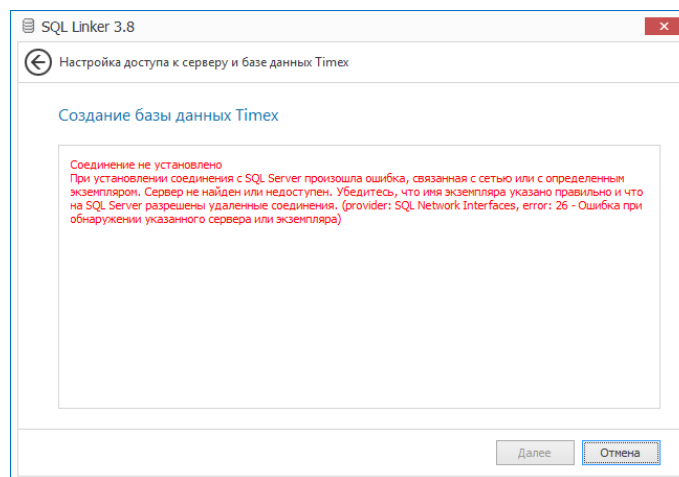 SQL Linker 3.8
Настройка доступа к серверу и базе данных Timex
Создание базы данных Timex
Соединение не установлено
При установлении соединения с SQL Server произошла ошибка, связанная с сетью или с определенным
экземпляром. Сервер не найден или недоступен. Убедитесь, что имя экземпляра указано правильно и что
на SQL Server разрешены удаленные соединения. (provider: SQL Network Interfaces, error: 26 - Ошибка при
обнаружении указанного сервера или экземпляра)
Далее Отмена